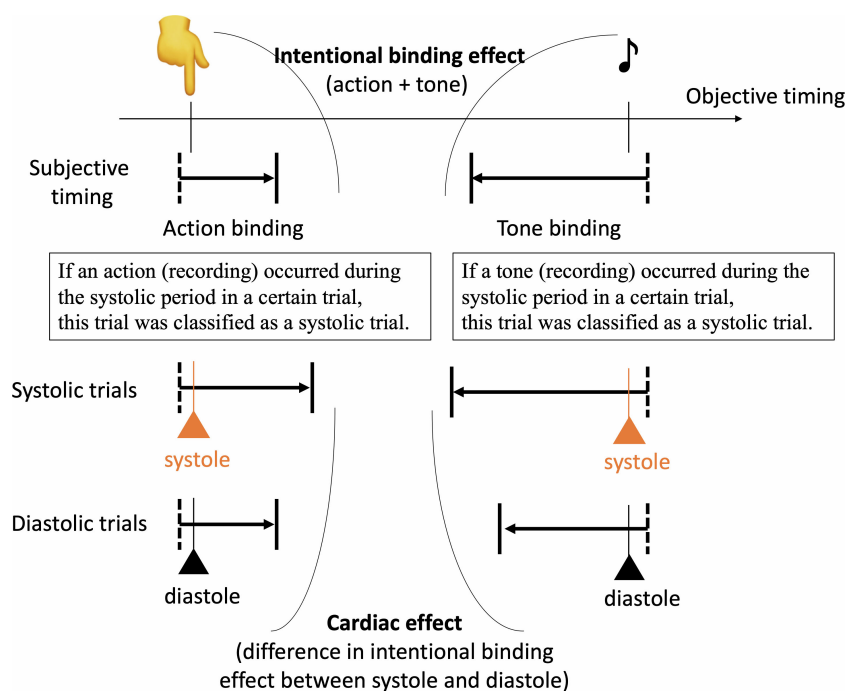 Intentional binding effect
(action + tone)
Objective timing
Subjective
timing
Action binding
Tone binding
If an action (recording) occurred during
the systolic period in a certain trial,
this trial was classified as a systolic trial.
If a tone (recording) occurred during the
systolic period in a certain trial,
this trial was classified as a systolic trial.
Systolic trials
systole
systole
Diastolic trials
diastole
diastole
Cardiac effect
(difference in intentional binding
effect between systole and diastole)